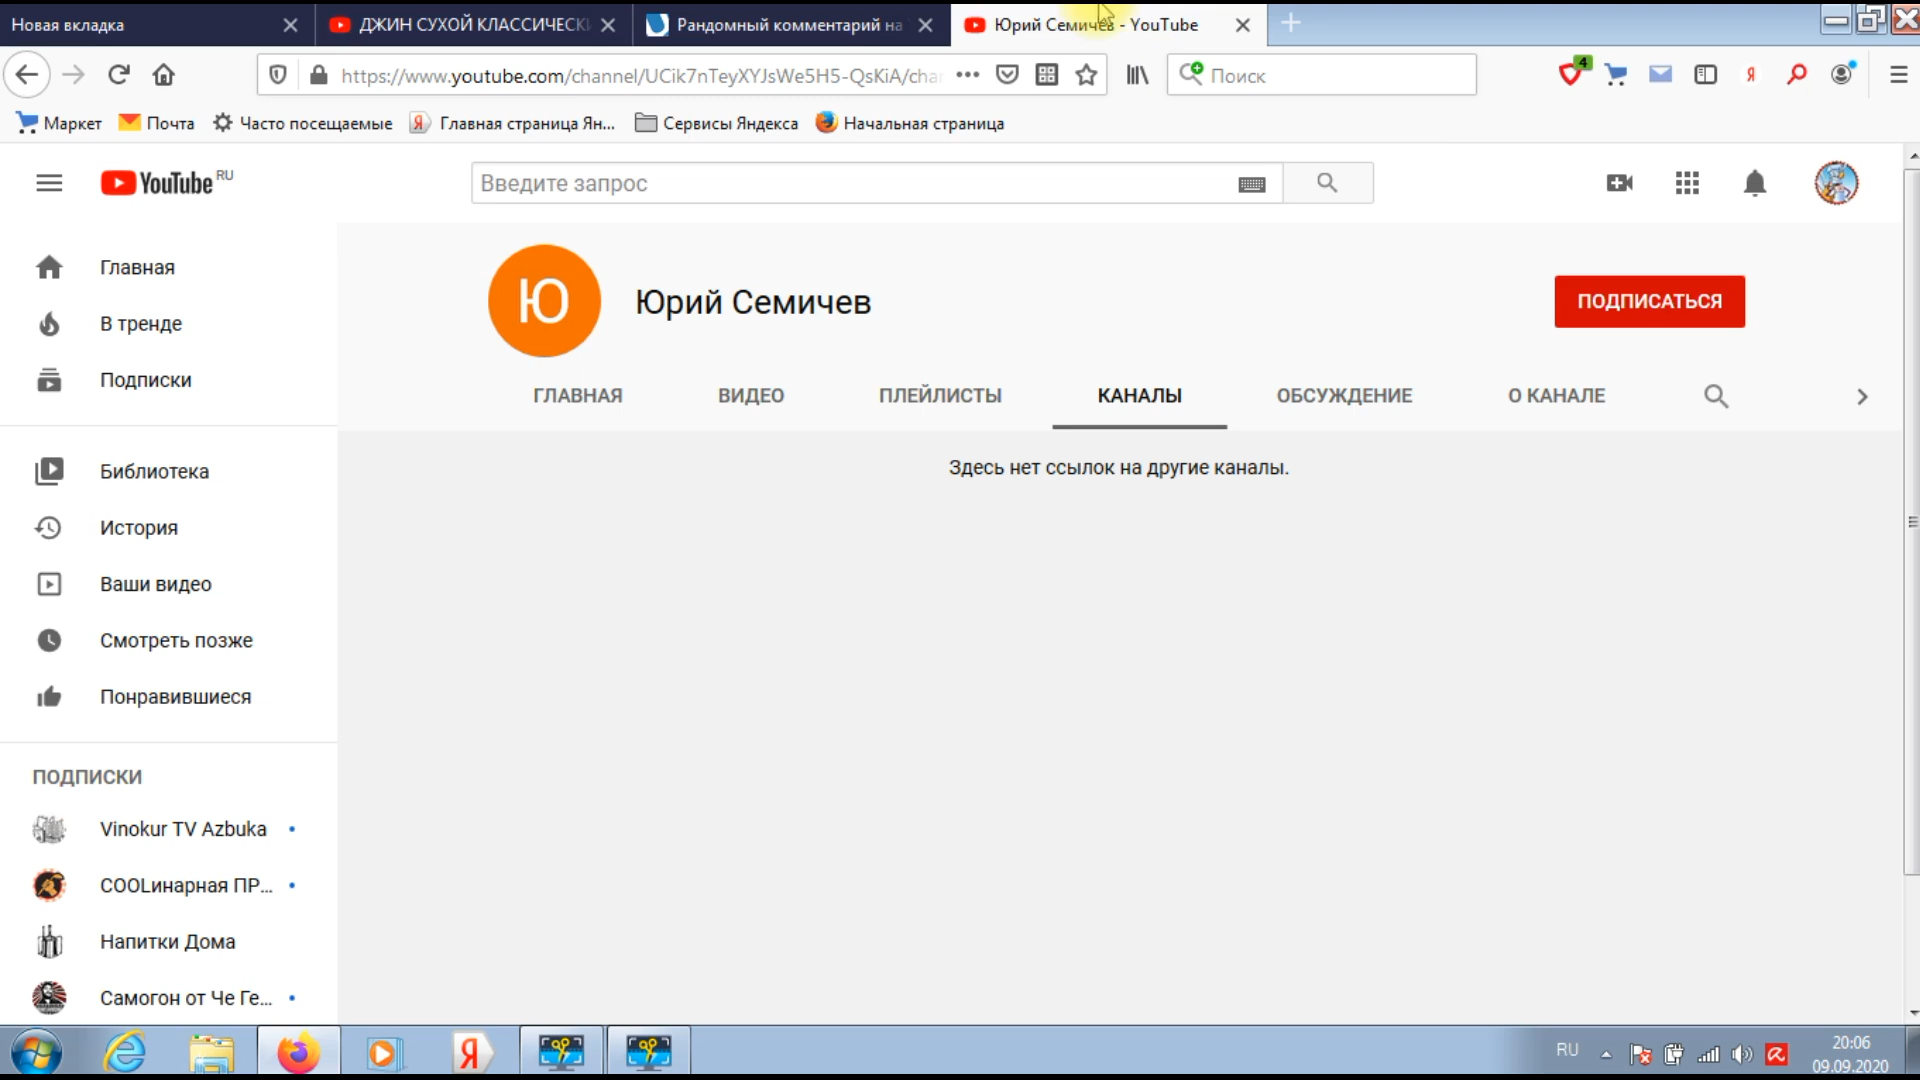 Новая вкладка
ДЖИН СУХОЙ КЛАССИЧЕСКИ
Рандомный комментарий на
Юрий Семичев - YouTube
https://www.youtube.com/channel/UCik7nTeyXYJsWe5H5-QsKiA/cha
Поиск
4
Маркет
Почта
Часто посещаемые
Главная страница Ян...
Сервисы Яндекса
Начальная страница
YouTube RU
Введите запрос
Главная
В тренде
Подписки
Библиотека
История
Ваши видео
Смотреть позже
Понравившиеся
ПОДПИСКИ
Vinokur TV Azbuka
COOLинарная ПР...
Напитки Дома
Самогон от Че Ге...
Ю
Юрий Семичев
ПОДПИСАТЬСЯ
ГЛАВНАЯ
ВИДЕО
ПЛЕЙЛИСТЫ
КАНАЛЫ
ОБСУЖДЕНИЕ
О КАНАЛЕ
Здесь нет ссылок на другие каналы.
Я
RU
20:06
09.09.2020